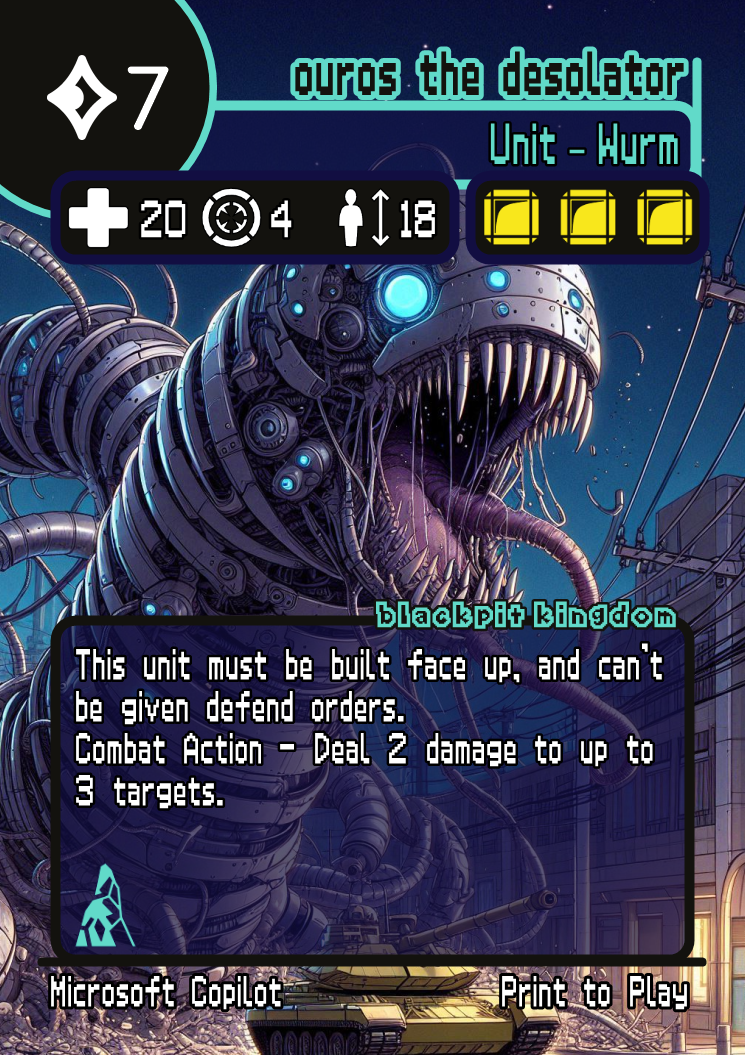 7
ouros the desolator
Unit - Wurm
20 4 18
blackpit kingdom
This unit must be built face up, and can't
be given defend orders.
Combat Action - Deal 2 damage to up to
3 targets.
Microsoft Copilot
Print to Play